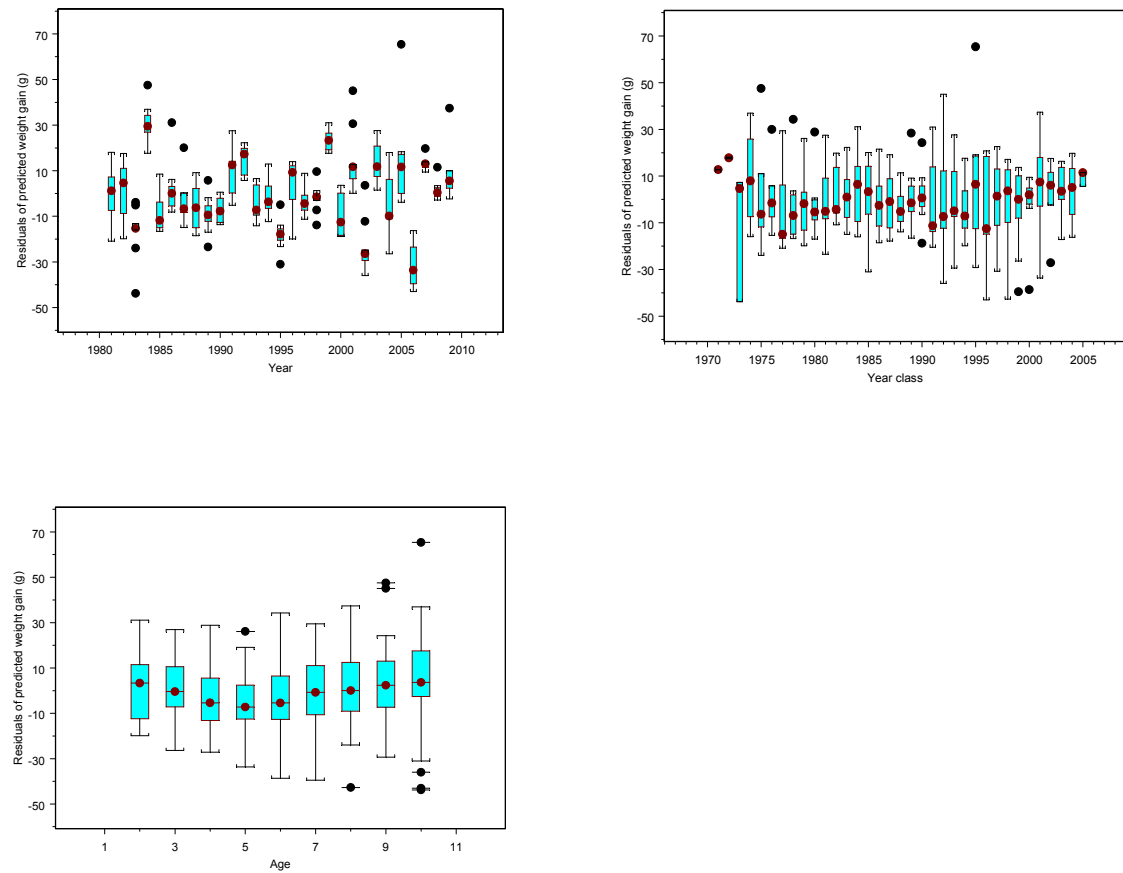 Residuals of predicted weight gain (g)
70
50
30
10
-10
-30
-50
1980 1985 1990 1995 2000 2005 2010
Year
Residuals of predicted weight gain (g)
70
50
30
10
-10
-30
-50
1970 1975 1980 1985 1990 1995 2000 2005
Year class
Residuals of predicted weight gain (g)
70
50
30
10
-10
-30
-50
1 3 5 7 9 11
Age